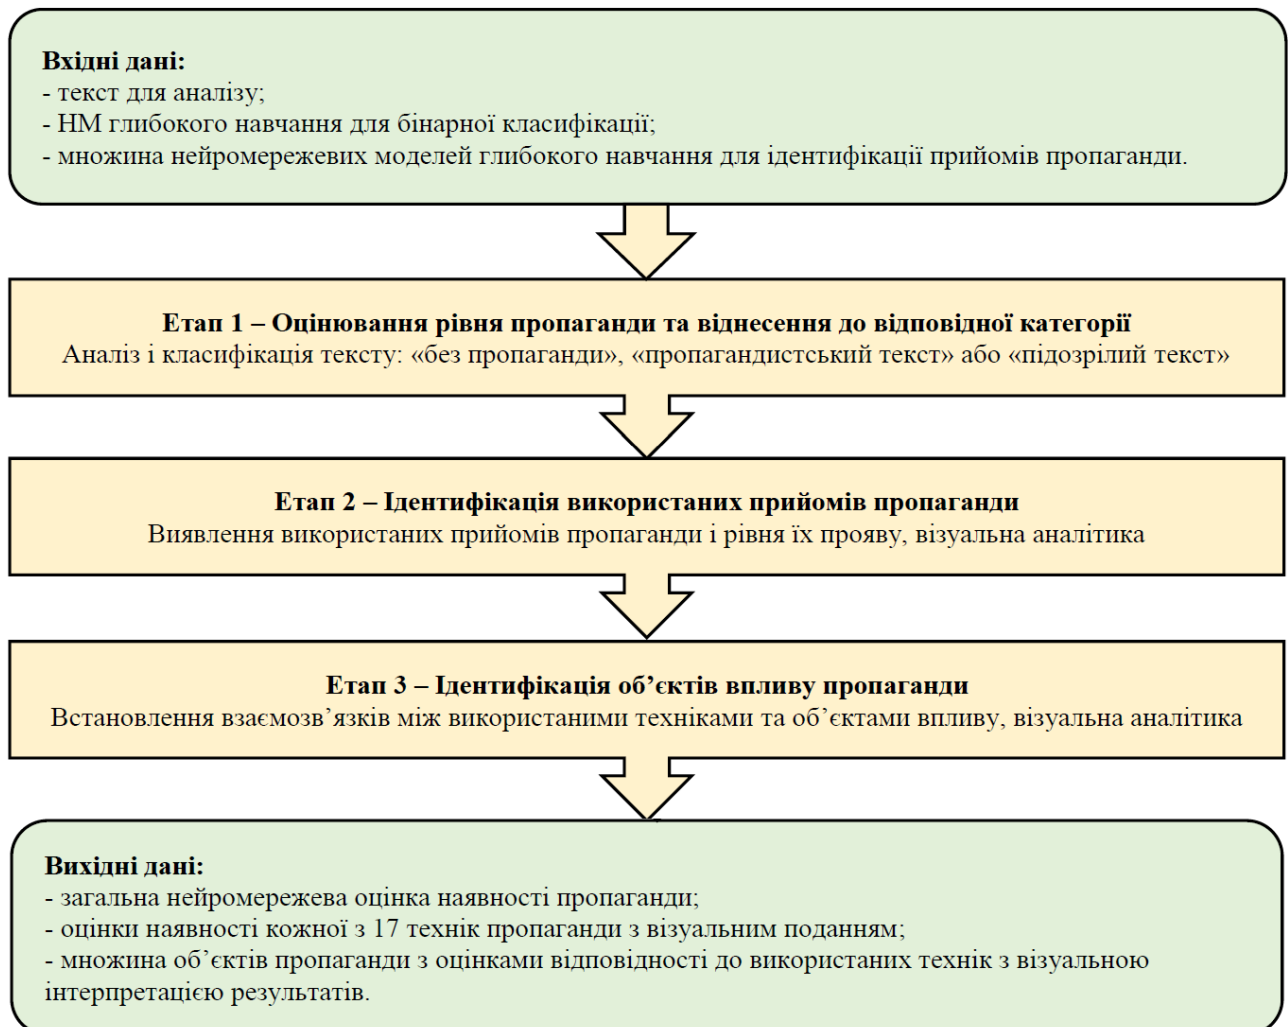 Вхідні дані:
- текст для аналізу;
- НМ глибокого навчання для бінарної класифікації;
- множина нейромережевих моделей глибокого навчання для ідентифікації прийомів пропаганди.
Етап 1 – Оцінювання рівня пропаганди та віднесення до відповідної категорії
Аналіз і класифікація тексту: «без пропаганди», «пропагандистський текст» або «підозрілий текст»
Етап 2 – Ідентифікація використаних прийомів пропаганди
Виявлення використаних прийомів пропаганди і рівня їх прояву, візуальна аналітика
Етап 3 – Ідентифікація об’єктів впливу пропаганди
Встановлення взаємозв’язків між використаними техніками та об’єктами впливу, візуальна аналітика
Вихідні дані:
- загальна нейромережева оцінка наявності пропаганди;
- оцінки наявності кожної з 17 технік пропаганди з візуальним поданням;
- множина об’єктів пропаганди з оцінками відповідності до використаних технік з візуальною
інтерпретацією результатів.